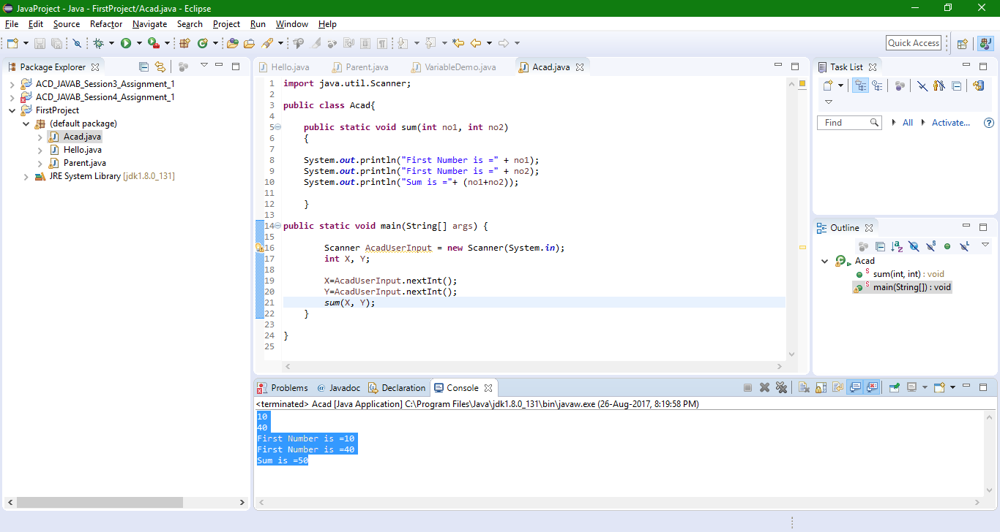 JavaProject - Java - FirstProject/Acad.java - Eclipse
File Edit Source Refactor Navigate Search Project Run Window Help
Quick Access
Package Explorer
ACD_JAVAB_Session3_Assignment_1
ACD_JAVAB_Session4_Assignment_1
FirstProject
(default package)
Acad.java
Hello.java
Parent.java
JRE System Library [jdk1.8.0_131]
Hello.java Parent.java VariableDemo.java Acad.java
1 import java.util.Scanner;
2
3 public class Acad{
4
5 public static void sum(int no1, int no2)
6 {
7
8 System.out.println("First Number is =" + no1);
9 System.out.println("First Number is =" + no2);
10 System.out.println("Sum is ="+ (no1+no2));
11
12 }
13
14 public static void main(String[] args) {
15
16 Scanner AcadUserInput = new Scanner(System.in);
17 int X, Y;
18
19 X=AcadUserInput.nextInt();
20 Y=AcadUserInput.nextInt();
21 sum(X, Y);
22 }
23
24 }
25
Task List
Find All Activate...
Outline
Acad
sum(int, int) : void
main(String[]) : void
Problems @ Javadoc Declaration Console
<terminated> Acad [Java Application] C:\Program Files\Java\jdk1.8.0_131\bin\javaw.exe (26-Aug-2017, 8:19:58 PM)
10
40
First Number is =10
First Number is =40
Sum is =50